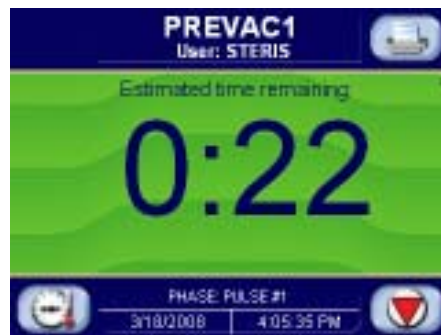 PREVAC1
User: STERIS
Estimated time remaining
0:22
PHASE: PULSE #1
3/18/2008 4:05:35 PM